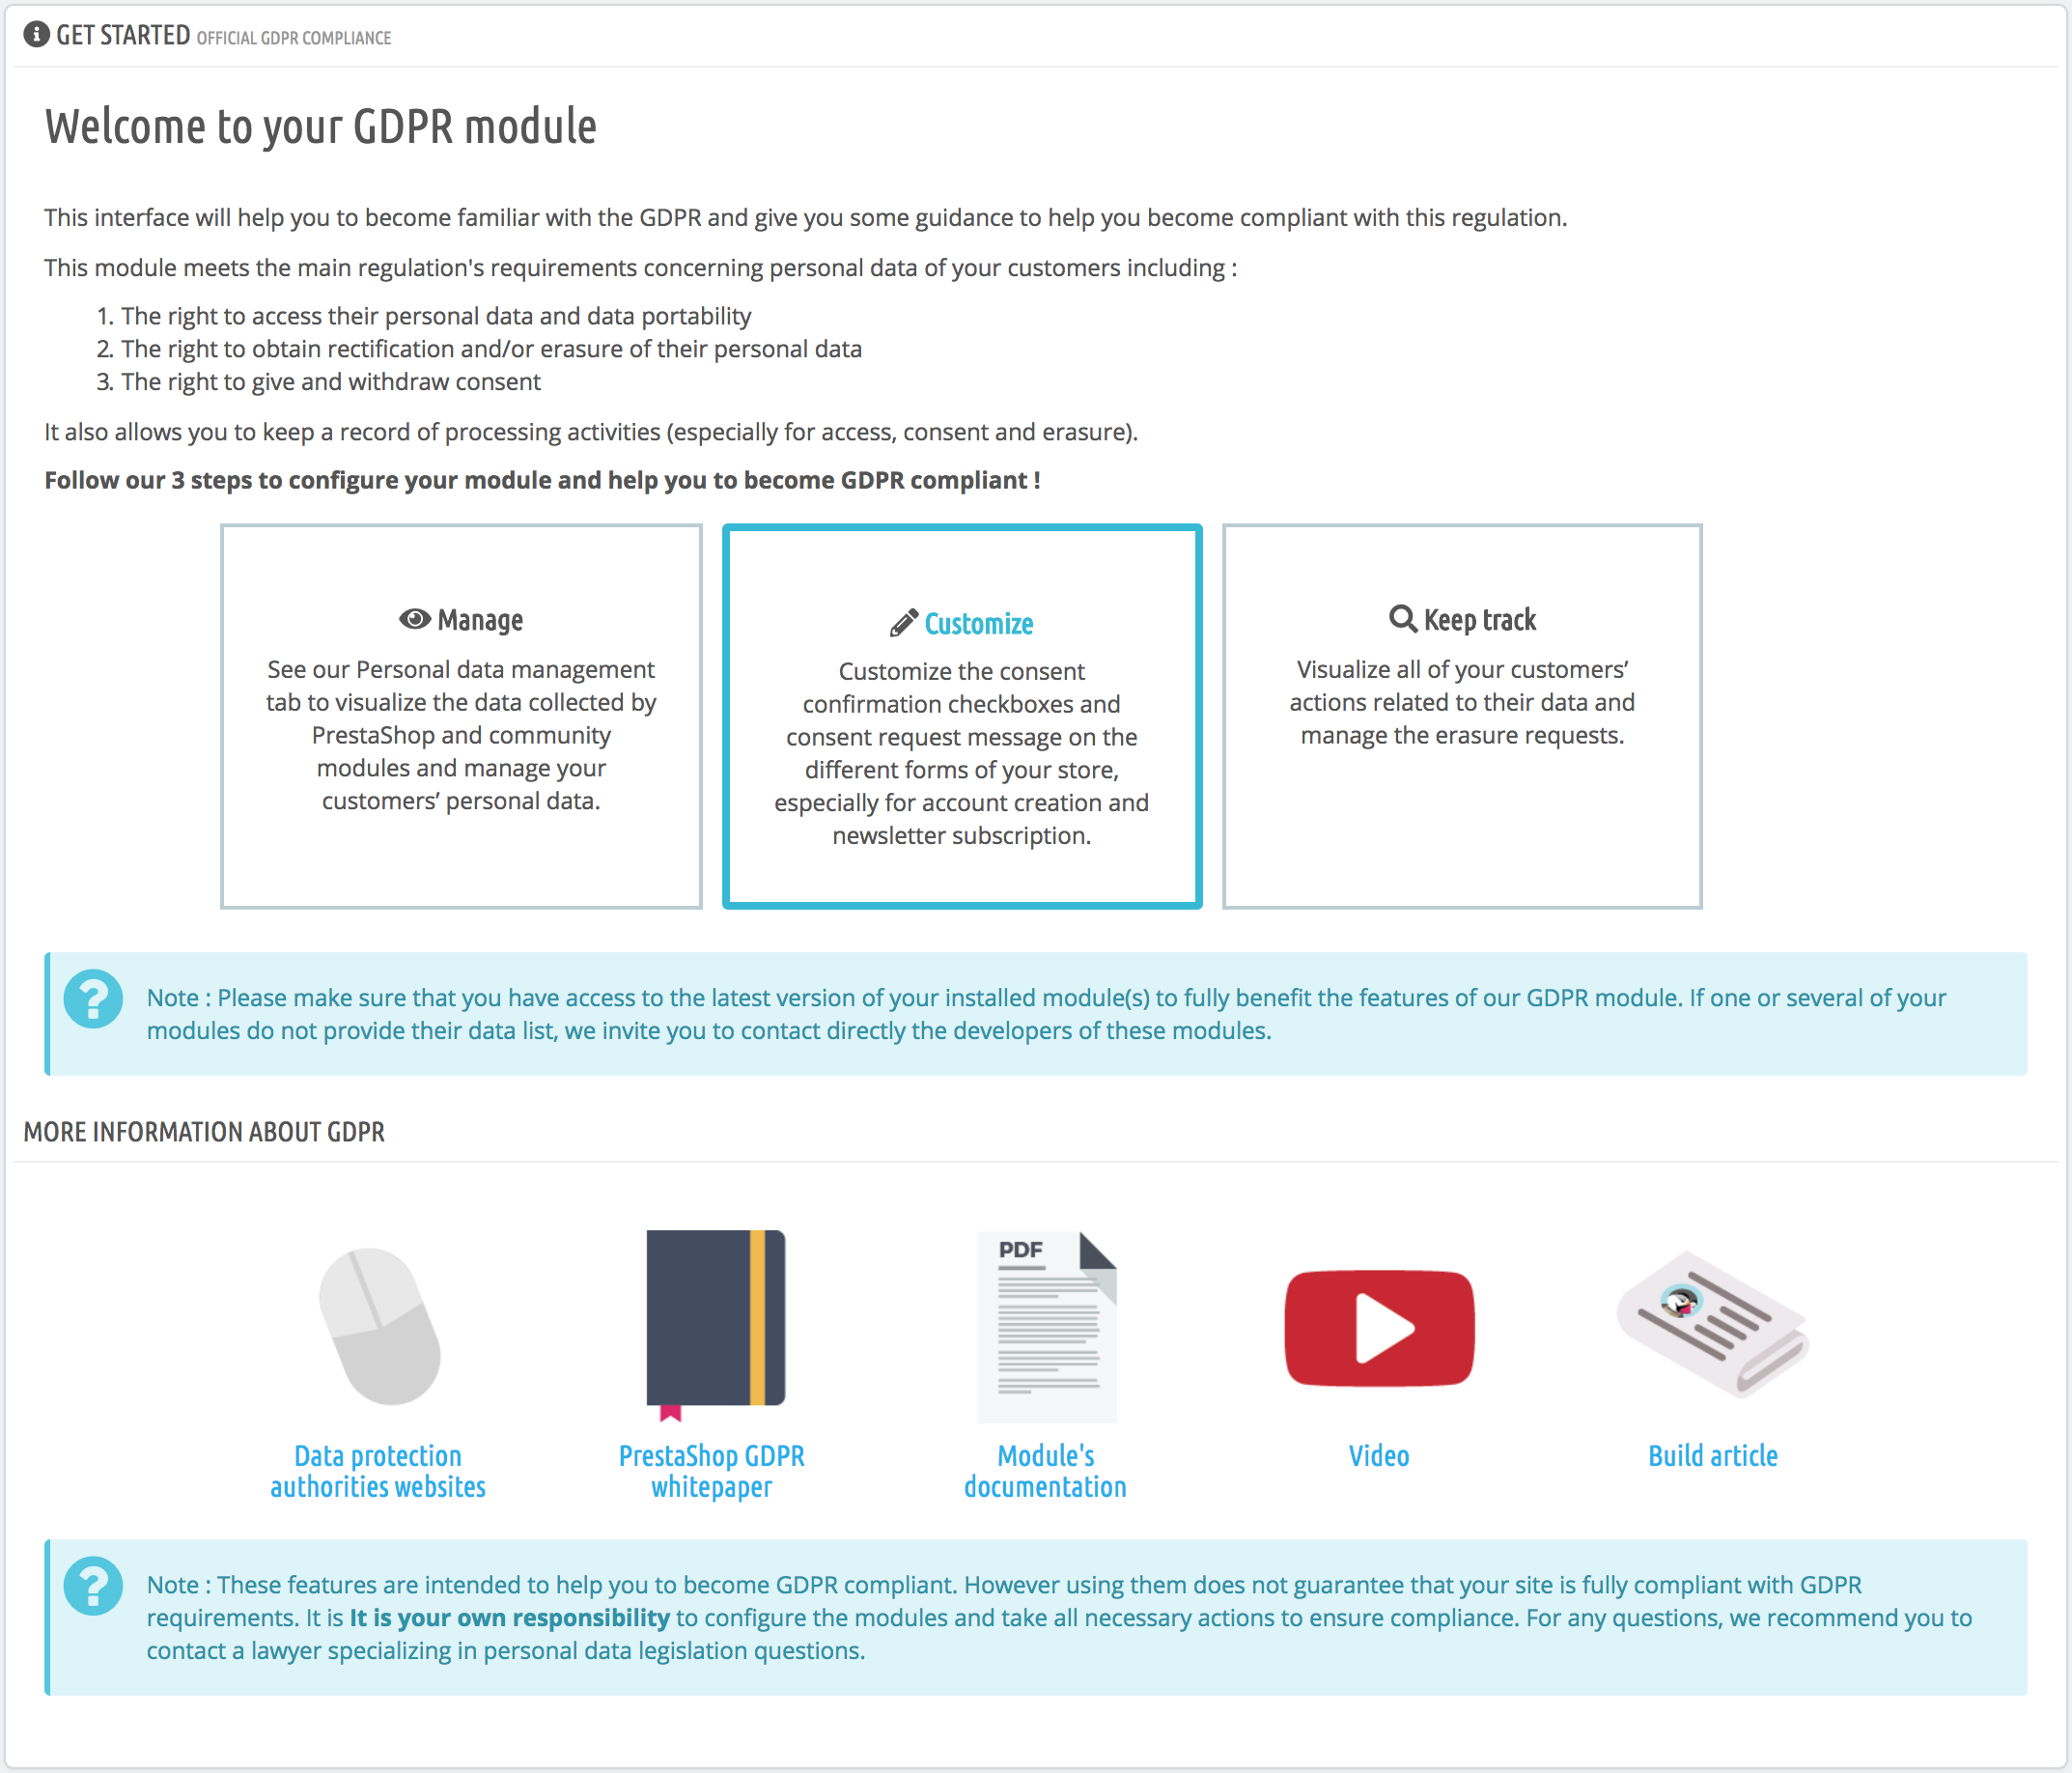 GET STARTED OFFICIAL GDPR COMPLIANCE
Welcome to your GDPR module
This interface will help you to become familiar with the GDPR and give you some guidance to help you become compliant with this regulation.
This module meets the main regulation's requirements concerning personal data of your customers including :
1. The right to access their personal data and data portability
2. The right to obtain rectification and/or erasure of their personal data
3. The right to give and withdraw consent
It also allows you to keep a record of processing activities (especially for access, consent and erasure).
Follow our 3 steps to configure your module and help you to become GDPR compliant !
Manage
See our Personal data management
tab to visualize the data collected by
PrestaShop and community
modules and manage your
customers’ personal data.
Customize
Customize the consent
confirmation checkboxes and
consent request message on the
different forms of your store,
especially for account creation and
newsletter subscription.
Keep track
Visualize all of your customers’
actions related to their data and
manage the erasure requests.
Note : Please make sure that you have access to the latest version of your installed module(s) to fully benefit the features of our GDPR module. If one or several of your
modules do not provide their data list, we invite you to contact directly the developers of these modules.
MORE INFORMATION ABOUT GDPR
Data protection
authorities websites
PrestaShop GDPR
whitepaper
PDF
Module's
documentation
Video
Build article
Note : These features are intended to help you to become GDPR compliant. However using them does not guarantee that your site is fully compliant with GDPR
requirements. It is It is your own responsibility to configure the modules and take all necessary actions to ensure compliance. For any questions, we recommend you to
contact a lawyer specializing in personal data legislation questions.